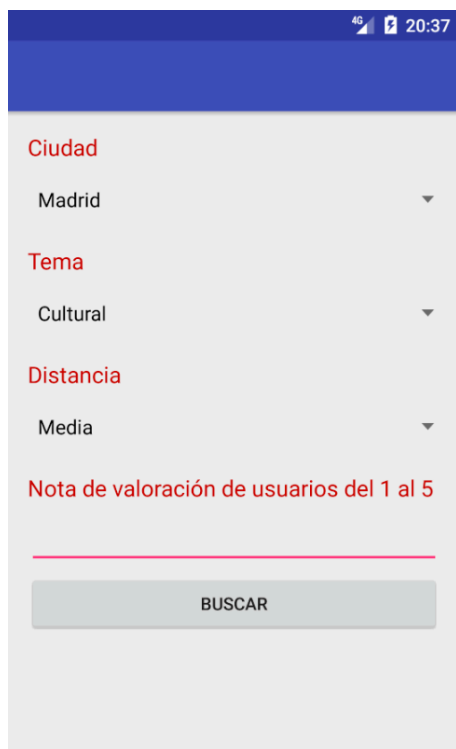 4G 20:37
Ciudad
Madrid
Tema
Cultural
Distancia
Media
Nota de valoración de usuarios del 1 al 5
BUSCAR